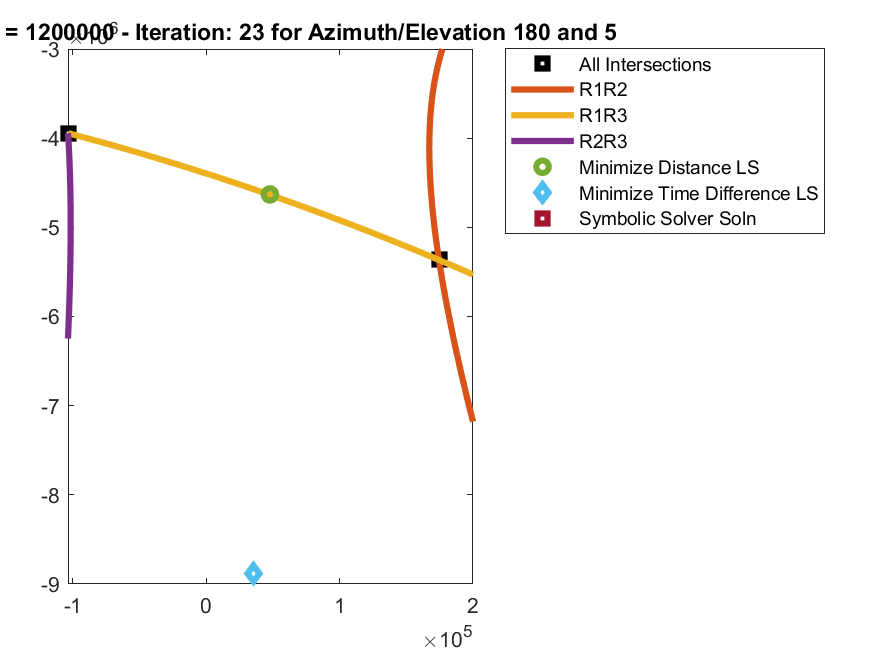 = 1200000 - Iteration: 23 for Azimuth/Elevation 180 and 5
×10⁶
-3
-4
-5
-6
-7
-8
-9
-1 0 1 2
×10⁵
All Intersections
R1R2
R1R3
R2R3
Minimize Distance LS
Minimize Time Difference LS
Symbolic Solver Soln